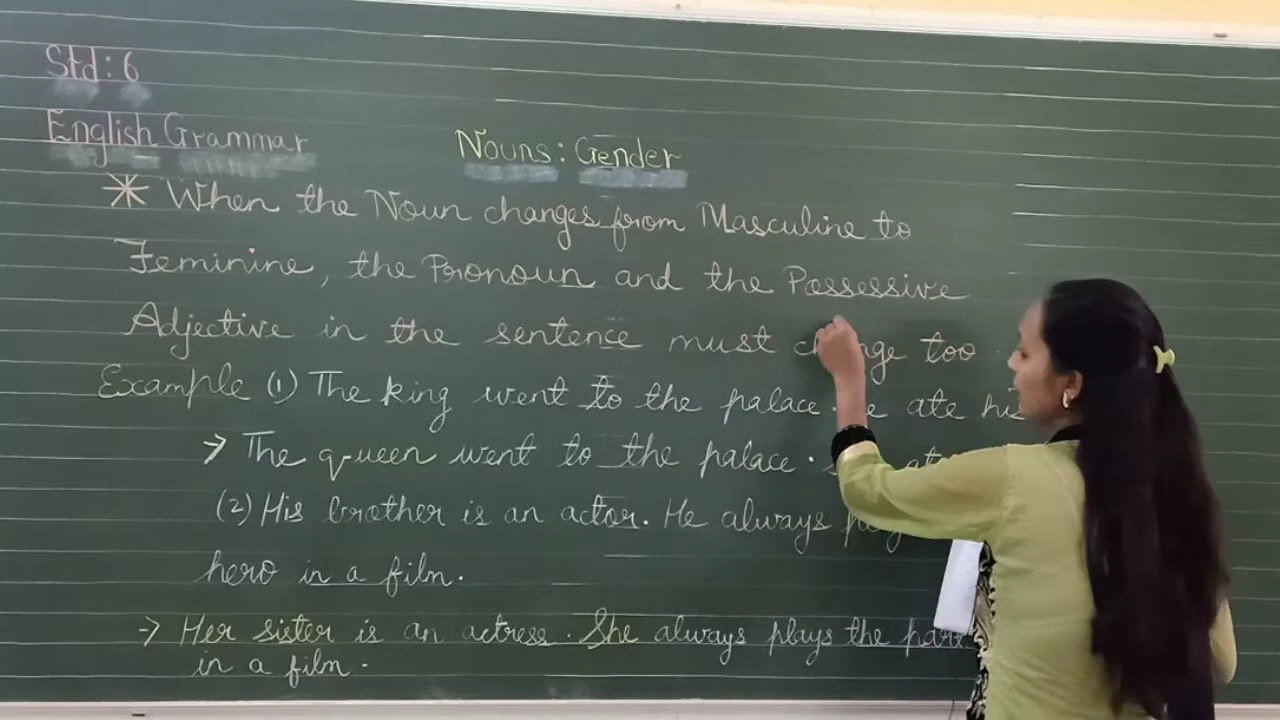 Std: 6
English Grammar
Nouns: Gender
* When the Noun changes from Masculine to
Feminine, the Pronoun and the Possessive
Adjective in the sentence must change too
Example (1) The king went to the palace. ate his
→ The queen went to the palace.
(2) His brother is an actor. He always
hero in a film.
→ Her sister is an actress. She always plays the part
in a film.